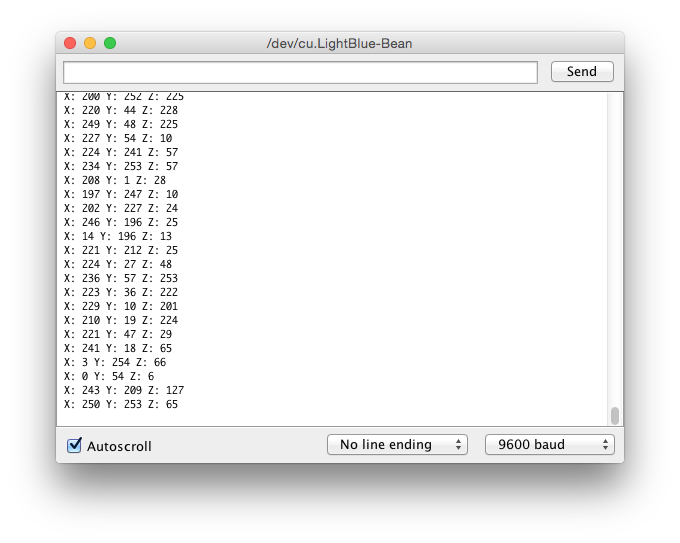 /dev/cu.LightBlue-Bean
Send
X: 200 Y: 252 Z: 225
X: 220 Y: 44 Z: 228
X: 249 Y: 48 Z: 225
X: 227 Y: 54 Z: 10
X: 224 Y: 241 Z: 57
X: 234 Y: 253 Z: 57
X: 208 Y: 1 Z: 28
X: 197 Y: 247 Z: 10
X: 202 Y: 227 Z: 24
X: 246 Y: 196 Z: 25
X: 14 Y: 196 Z: 13
X: 221 Y: 212 Z: 25
X: 224 Y: 27 Z: 48
X: 236 Y: 57 Z: 253
X: 223 Y: 36 Z: 222
X: 229 Y: 10 Z: 201
X: 210 Y: 19 Z: 224
X: 221 Y: 47 Z: 29
X: 241 Y: 18 Z: 65
X: 3 Y: 254 Z: 66
X: 0 Y: 54 Z: 6
X: 243 Y: 209 Z: 127
X: 250 Y: 253 Z: 65
Autoscroll
No line ending
9600 baud